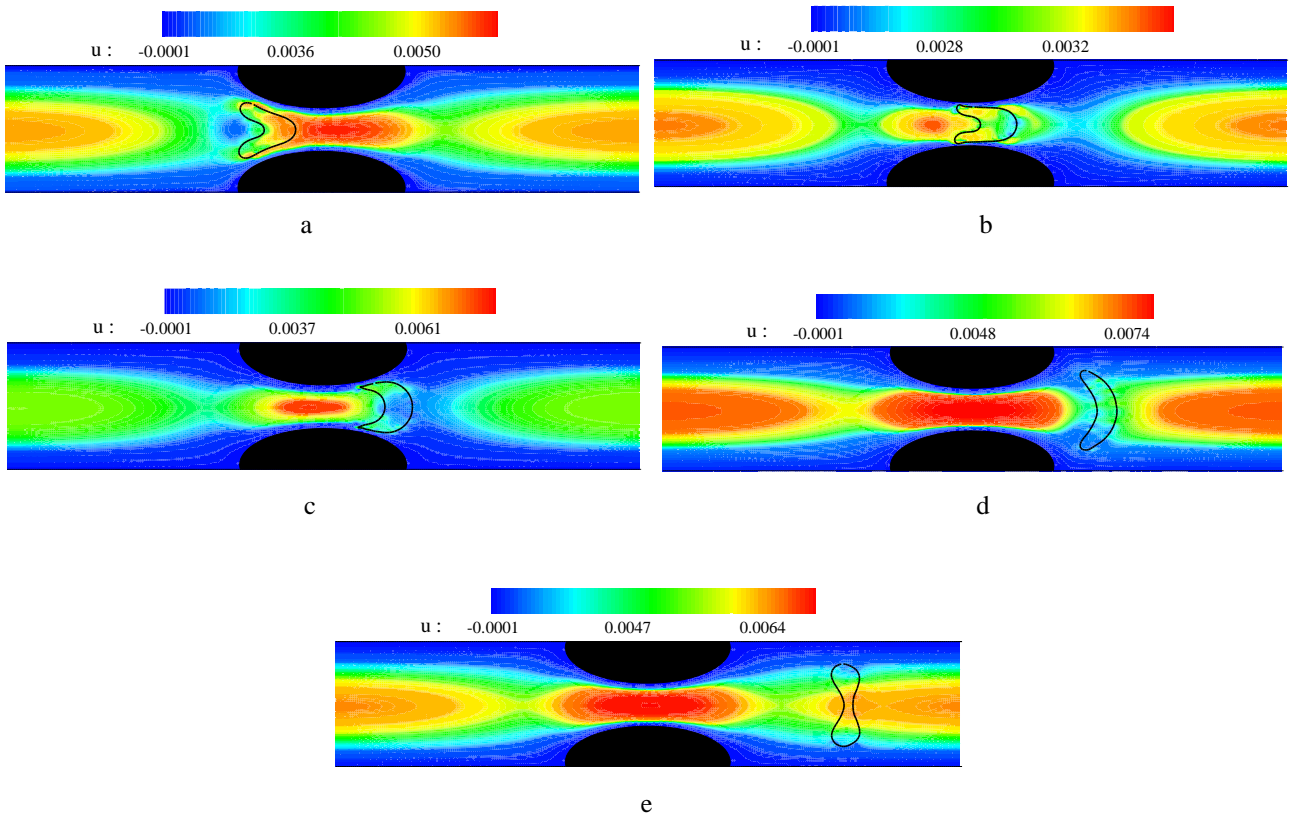 u : -0.0001 0.0036 0.0050
a
u : -0.0001 0.0028 0.0032
b
u : -0.0001 0.0037 0.0061
c
u : -0.0001 0.0048 0.0074
d
u : -0.0001 0.0047 0.0064
e